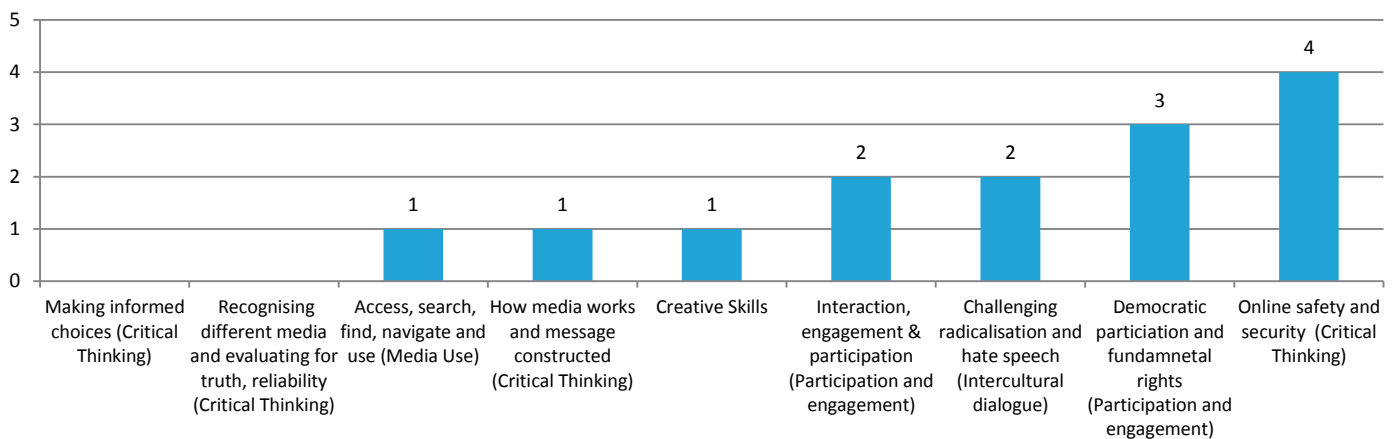 5
4
3
2
1
0
1
1
1
2
2
3
4
Making informed
choices (Critical
Thinking)
Recognising
different media
and evaluating for
truth, reliability
(Critical Thinking)
Access, search,
find, navigate and
use (Media Use)
How media works
and message
constructed
(Critical Thinking)
Creative Skills
Interaction,
engagement &
participation
(Participation and
engagement)
Challenging
radicalisation and
hate speech
(Intercultural
dialogue)
Democratic
particiation and
fundamnetal
rights
(Participation and
engagement)
Online safety and
security (Critical
Thinking)